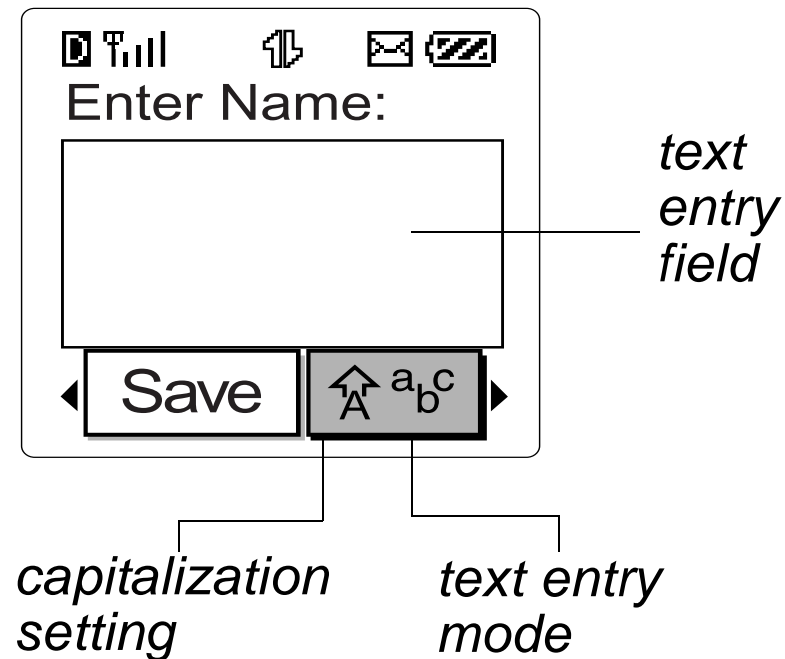 D
Enter Name:
text
entry
field
Save A abc
capitalization
setting
text entry
mode